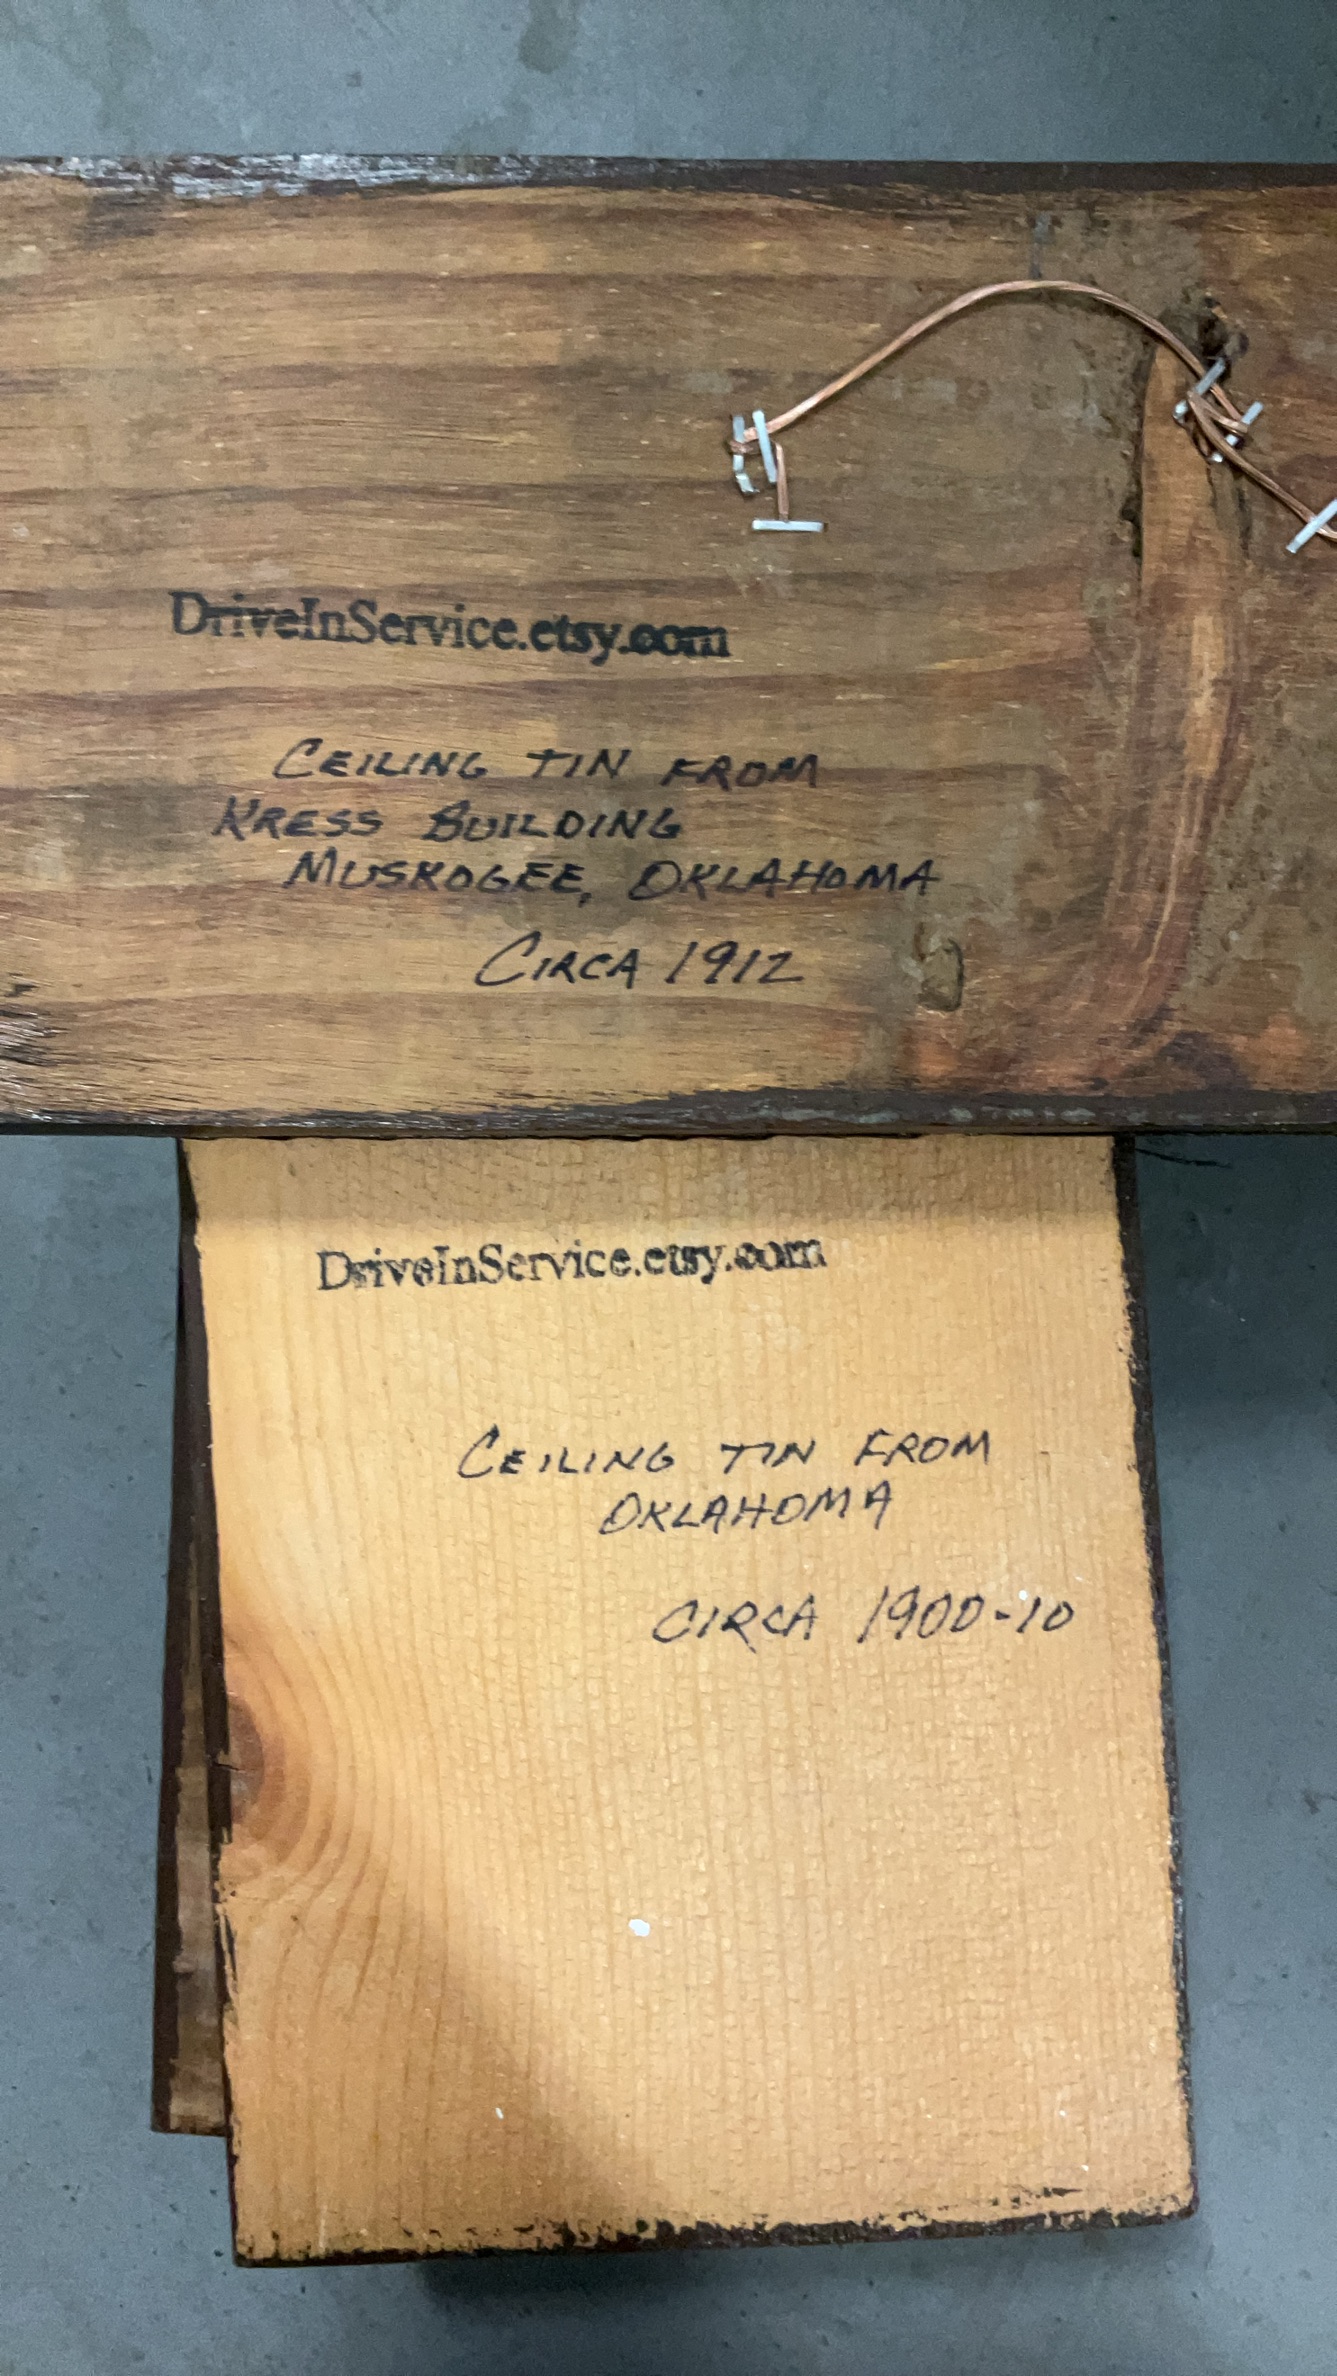 DriveInService.etsy.com
CEILING TIN FROM
KRESS BUILDING
MUSKOGEE, OKLAHOMA
CIRCA 1912
DriveInService.etsy.com
CEILING TIN FROM
OKLAHOMA
CIRCA 1900-10